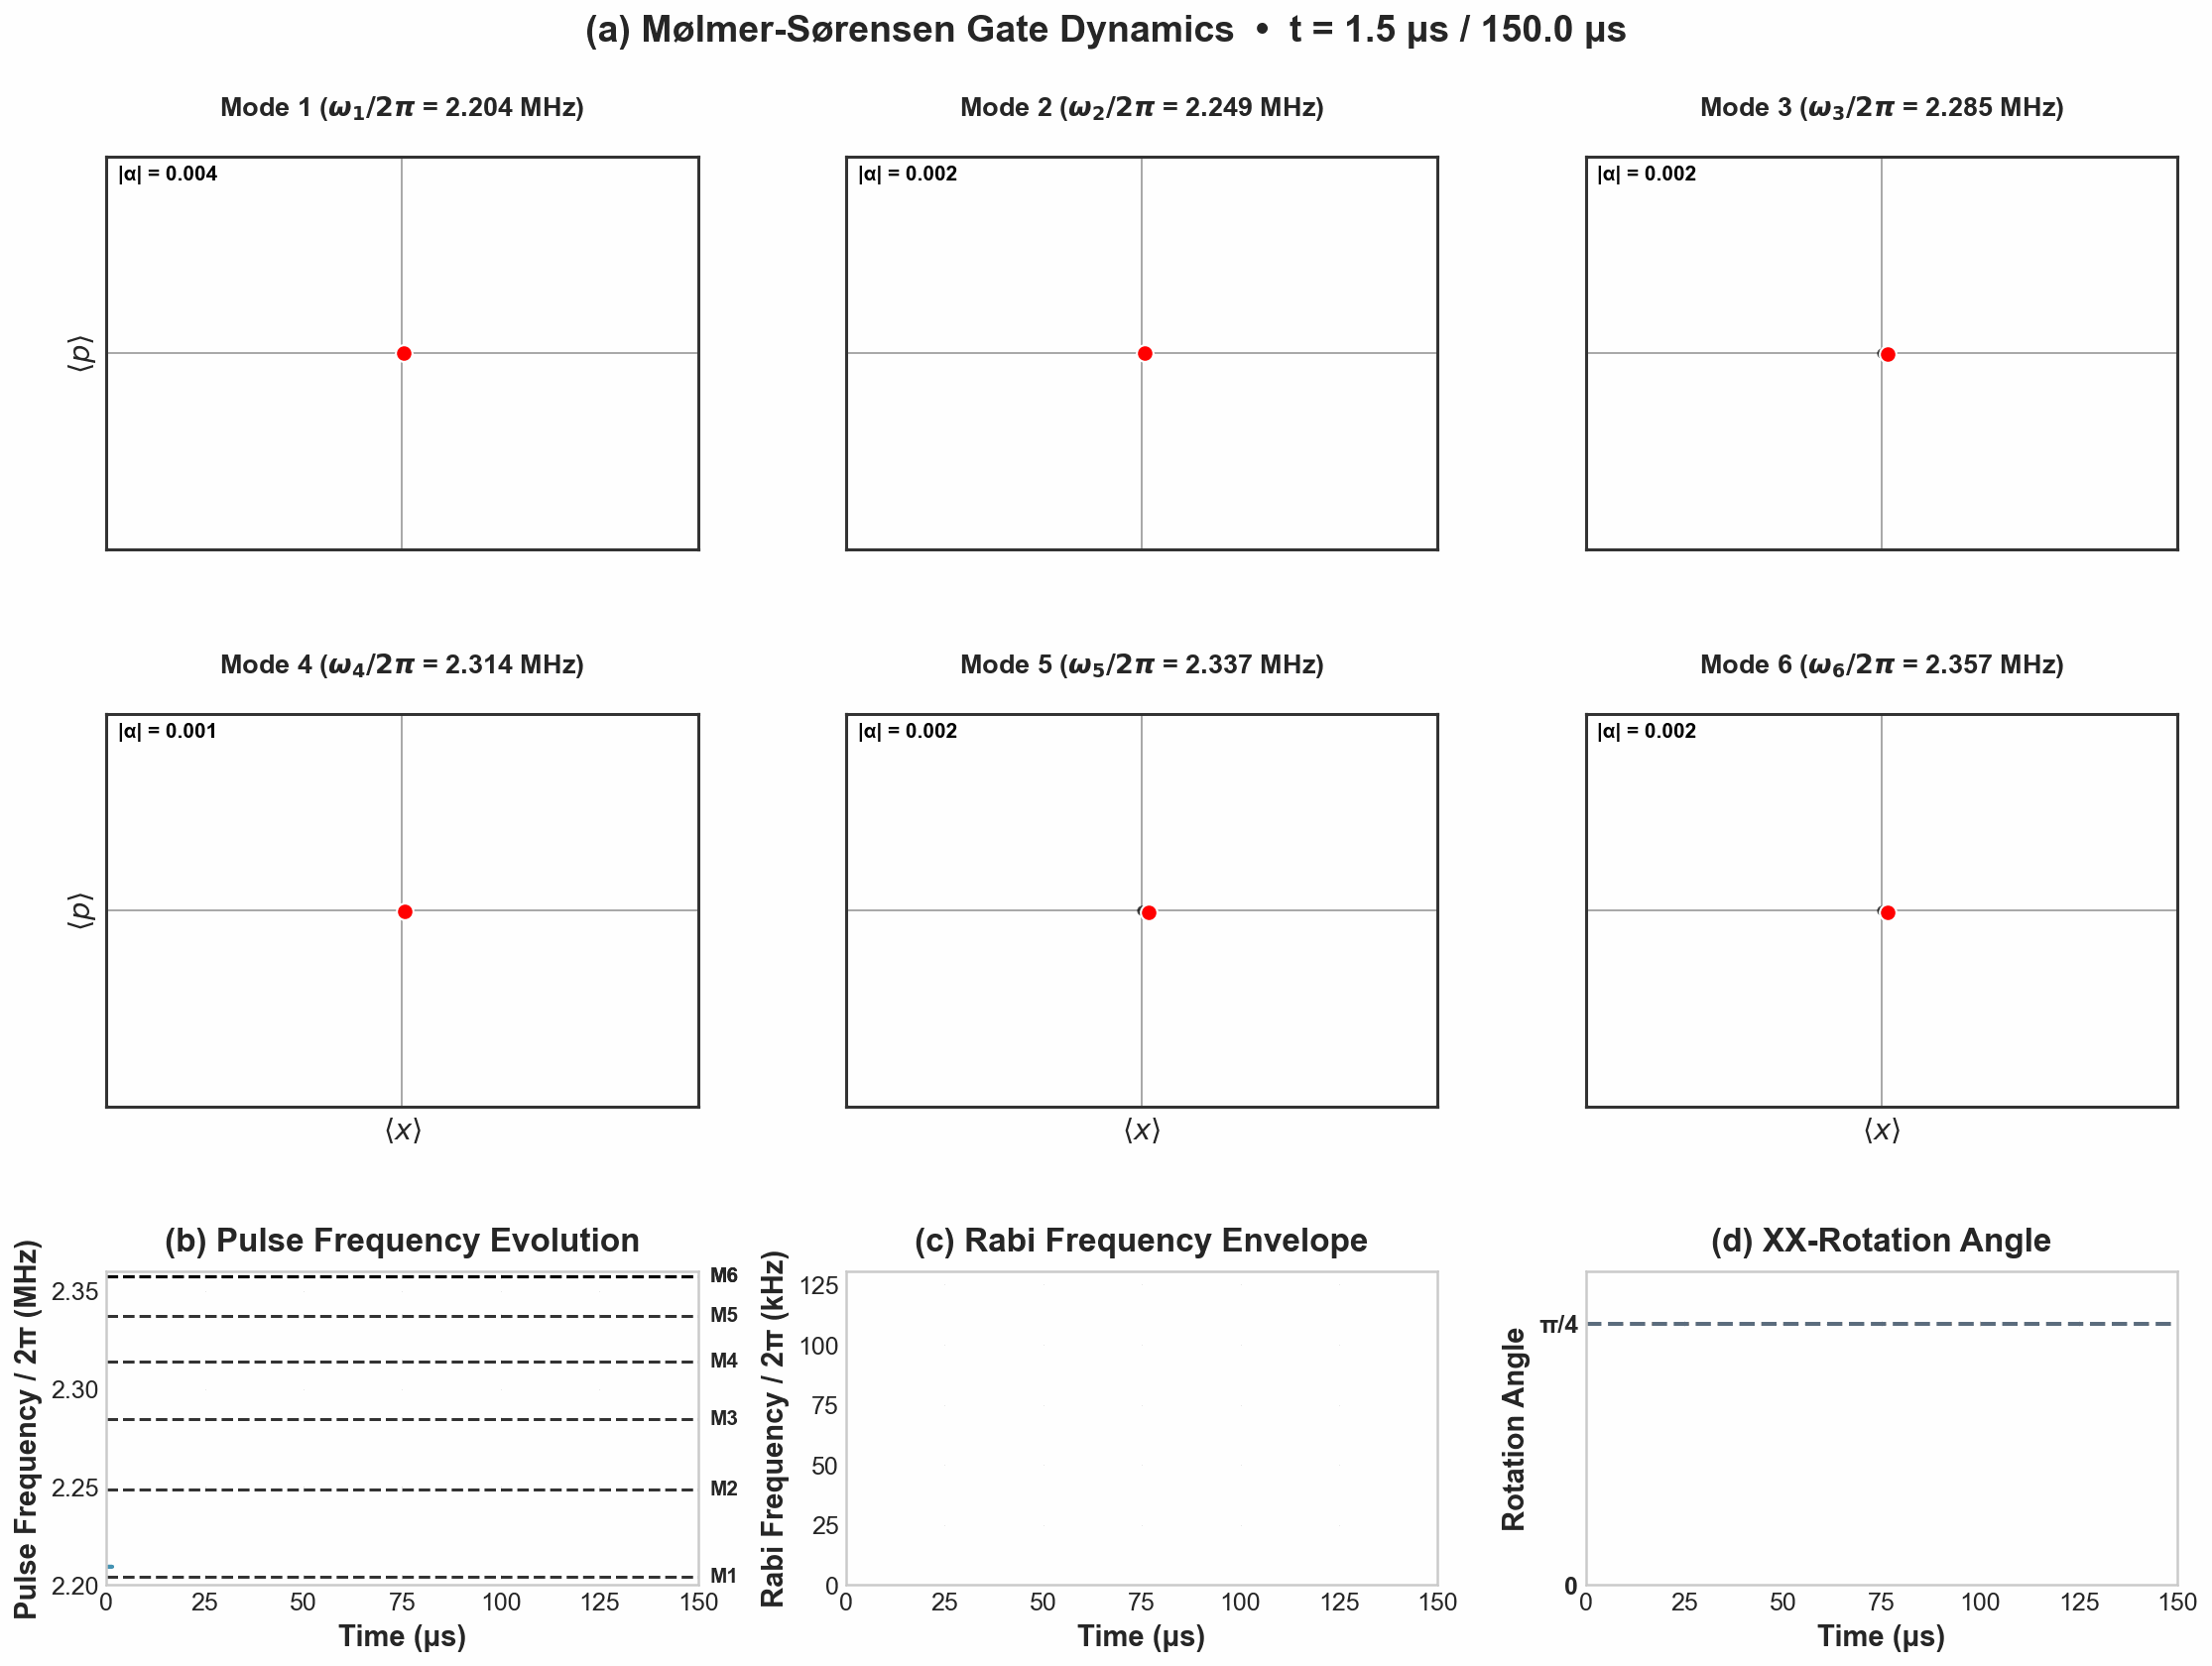 (a) Mølmer-Sørensen Gate Dynamics • t = 1.5 μs / 150.0 μs
Mode 1 (ω₁/2π = 2.204 MHz)
Mode 2 (ω₂/2π = 2.249 MHz)
Mode 3 (ω₃/2π = 2.285 MHz)
|α| = 0.004
|α| = 0.002
|α| = 0.002
⟨p⟩
Mode 4 (ω₄/2π = 2.314 MHz)
Mode 5 (ω₅/2π = 2.337 MHz)
Mode 6 (ω₆/2π = 2.357 MHz)
|α| = 0.001
|α| = 0.002
|α| = 0.002
⟨p⟩
⟨x⟩
⟨x⟩
⟨x⟩
(b) Pulse Frequency Evolution
Pulse Frequency / 2π (MHz)
2.35
2.30
2.25
2.20
M6
M5
M4
M3
M2
M1
0 25 50 75 100 125 150
Time (μs)
(c) Rabi Frequency Envelope
Rabi Frequency / 2π (kHz)
125
100
75
50
25
0
0 25 50 75 100 125 150
Time (μs)
(d) XX-Rotation Angle
Rotation Angle
π/4
0
0 25 50 75 100 125 150
Time (μs)